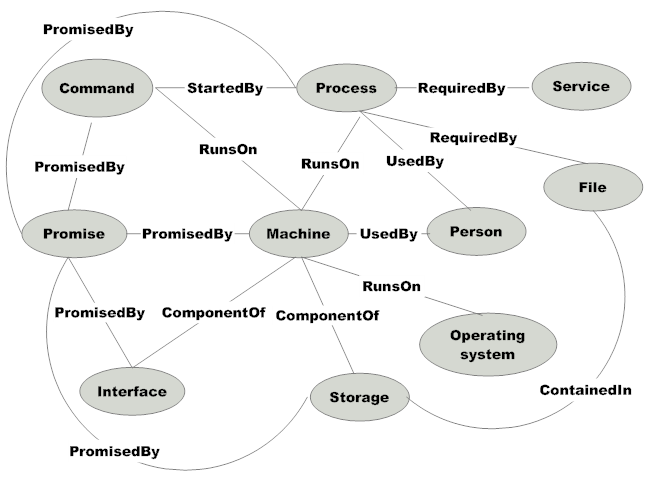 PromisedBy
Command
StartedBy
Process
RequiredBy
Service
RequiredBy
RunsOn
RunsOn
UsedBy
PromisedBy
File
Promise
PromisedBy
Machine
UsedBy
Person
RunsOn
PromisedBy
ComponentOf
ComponentOf
Operating
system
Interface
Storage
ContainedIn
PromisedBy